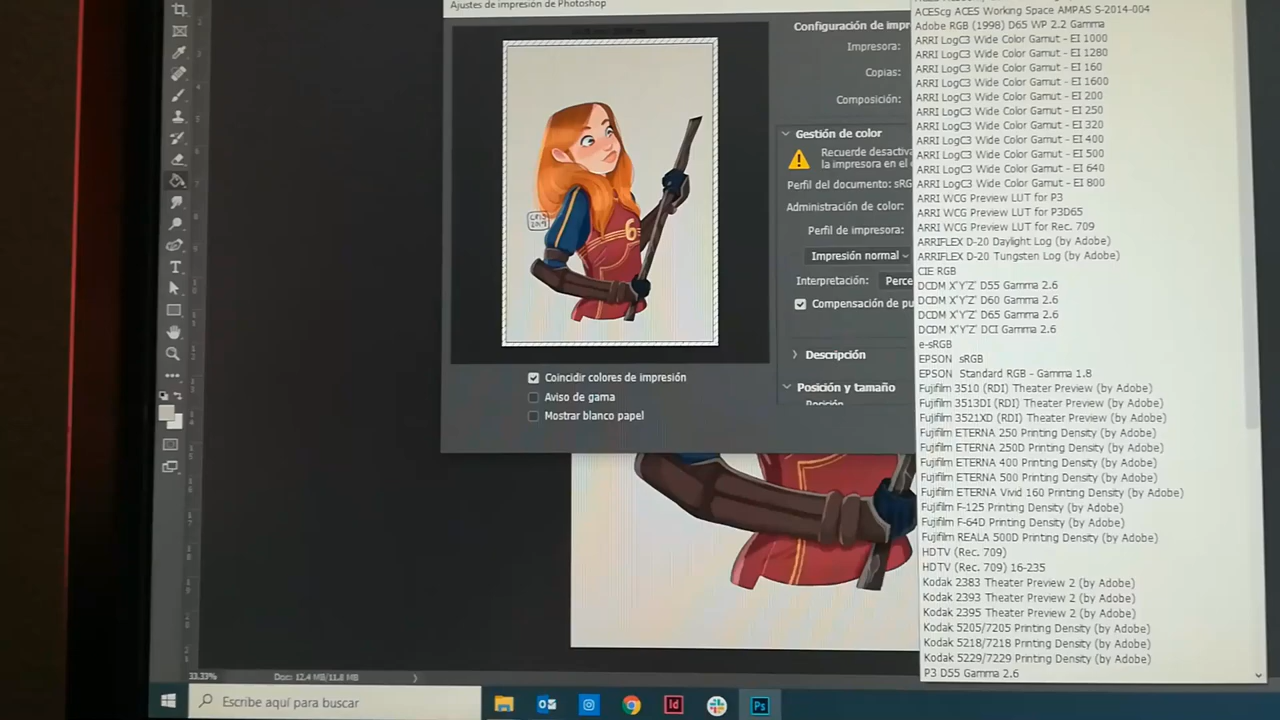 Ajustes de impresión de Photoshop
Configuración de impr
Impresora:
Copias:
Composición:
Gestión de color
Recuerde desactiva
la impresora en el c
Perfil del documento: sRG
Administración de color:
Perfil de impresora:
Impresión normal
Interpretación: Perce
Compensación de pu
Descripción
Posición y tamaño
Posición
Coincidir colores de impresión
Aviso de gama
Mostrar blanco papel
CRIS
2019
6
ACEScg ACES Working Space AMPAS S-2014-004
Adobe RGB (1998) D65 WP 2.2 Gamma
ARRI LogC3 Wide Color Gamut - EI 1000
ARRI LogC3 Wide Color Gamut - EI 1280
ARRI LogC3 Wide Color Gamut - EI 160
ARRI LogC3 Wide Color Gamut - EI 1600
ARRI LogC3 Wide Color Gamut - EI 200
ARRI LogC3 Wide Color Gamut - EI 250
ARRI LogC3 Wide Color Gamut - EI 320
ARRI LogC3 Wide Color Gamut - EI 400
ARRI LogC3 Wide Color Gamut - EI 500
ARRI LogC3 Wide Color Gamut - EI 640
ARRI LogC3 Wide Color Gamut - EI 800
ARRI WCG Preview LUT for P3
ARRI WCG Preview LUT for P3D65
ARRI WCG Preview LUT for Rec. 709
ARRIFLEX D-20 Daylight Log (by Adobe)
ARRIFLEX D-20 Tungsten Log (by Adobe)
CIE RGB
DCDM X'Y'Z' D55 Gamma 2.6
DCDM X'Y'Z' D60 Gamma 2.6
DCDM X'Y'Z' D65 Gamma 2.6
DCDM X'Y'Z' DCI Gamma 2.6
e-sRGB
EPSON  sRGB
EPSON  Standard RGB - Gamma 1.8
Fujifilm 3510 (RDI) Theater Preview (by Adobe)
Fujifilm 3513DI (RDI) Theater Preview (by Adobe)
Fujifilm 3521XD (RDI) Theater Preview (by Adobe)
Fujifilm ETERNA 250 Printing Density (by Adobe)
Fujifilm ETERNA 250D Printing Density (by Adobe)
Fujifilm ETERNA 400 Printing Density (by Adobe)
Fujifilm ETERNA 500 Printing Density (by Adobe)
Fujifilm ETERNA Vivid 160 Printing Density (by Adobe)
Fujifilm F-125 Printing Density (by Adobe)
Fujifilm F-64D Printing Density (by Adobe)
Fujifilm REALA 500D Printing Density (by Adobe)
HDTV (Rec. 709)
HDTV (Rec. 709) 16-235
Kodak 2383 Theater Preview 2 (by Adobe)
Kodak 2393 Theater Preview 2 (by Adobe)
Kodak 2395 Theater Preview 2 (by Adobe)
Kodak 5205/7205 Printing Density (by Adobe)
Kodak 5218/7218 Printing Density (by Adobe)
Kodak 5229/7229 Printing Density (by Adobe)
P3 D55 Gamma 2.6
33.33%
Doc: 12.4 MB/11.8 MB
Escribe aquí para buscar
Id
Ps